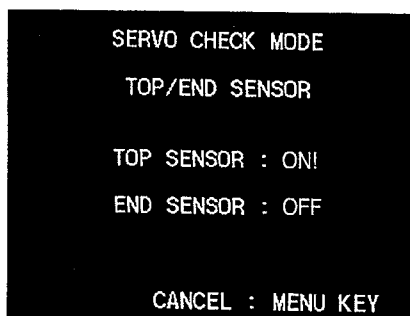 SERVO CHECK MODE
TOP/END SENSOR
TOP SENSOR : ON!
END SENSOR : OFF
CANCEL : MENU KEY